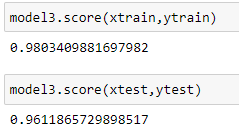 model3.score(xtrain,ytrain)
0.9803409881697982
model3.score(xtest,ytest)
0.9611865729898517